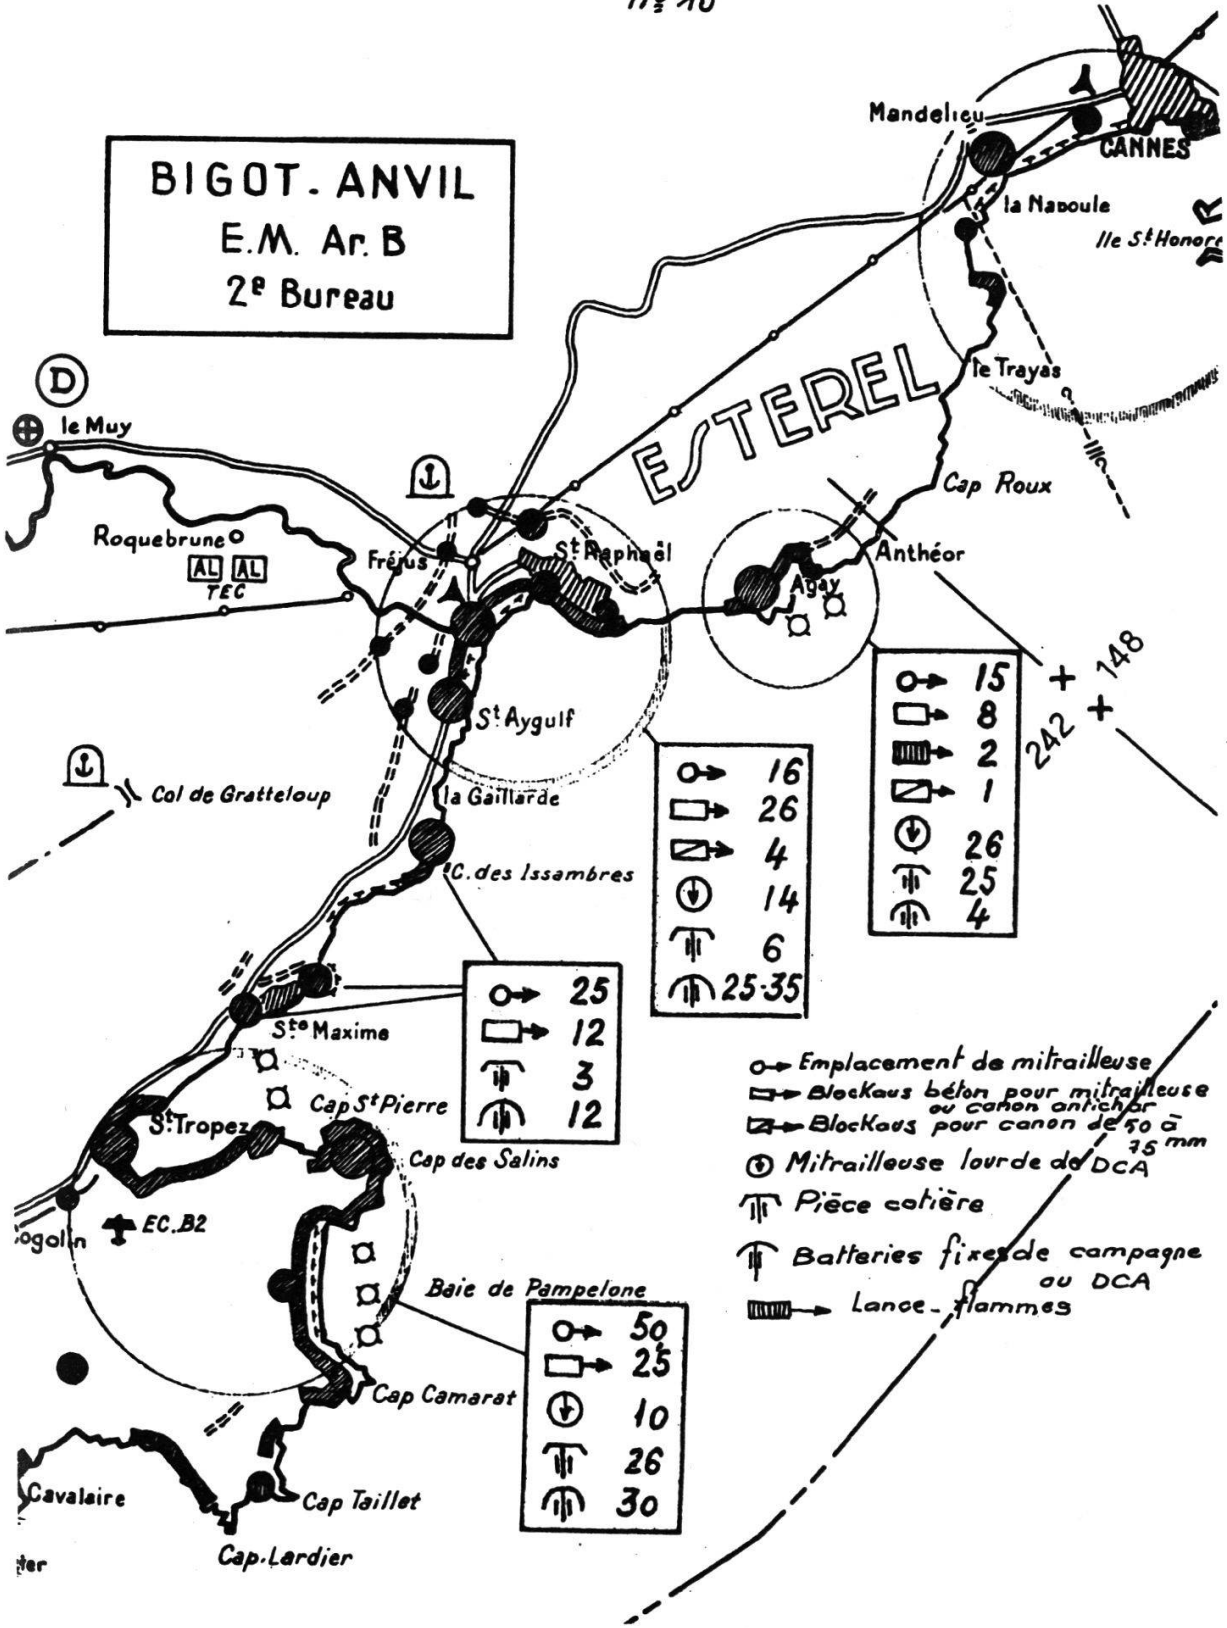 Nº 10
BIGOT-ANVIL
E.M. Ar. B
2e Bureau
Mandelieu
CANNES
la Napoule
Ile St Honor
ESTEREL
le Trayas
D
le Muy
Cap Roux
Roquebrune
AL AL
TEC
Fréjus
St Raphaël
Anthéor
Agay
148
242
St Aygulf
15
8
2
1
26
25
4
Col de Gratteloup
la Gaillarde
16
26
4
14
6
25-35
C. des Issambres
25
12
3
12
Ste Maxime
Cap St Pierre
St Tropez
Cap des Salins
ogolin
EC.B2
Emplacement de mitrailleuse
Blockaus béton pour mitrailleuse
ou canon antichar
Blockaus pour canon de 50 à
75 mm
Mitrailleuse lourde de DCA
Pièce cotière
Batteries fixes de campagne
ou DCA
Lance-flammes
Baie de Pampelone
50
25
10
26
30
Cap Camarat
Cavalaire
Cap Taillet
Cap.Lardier